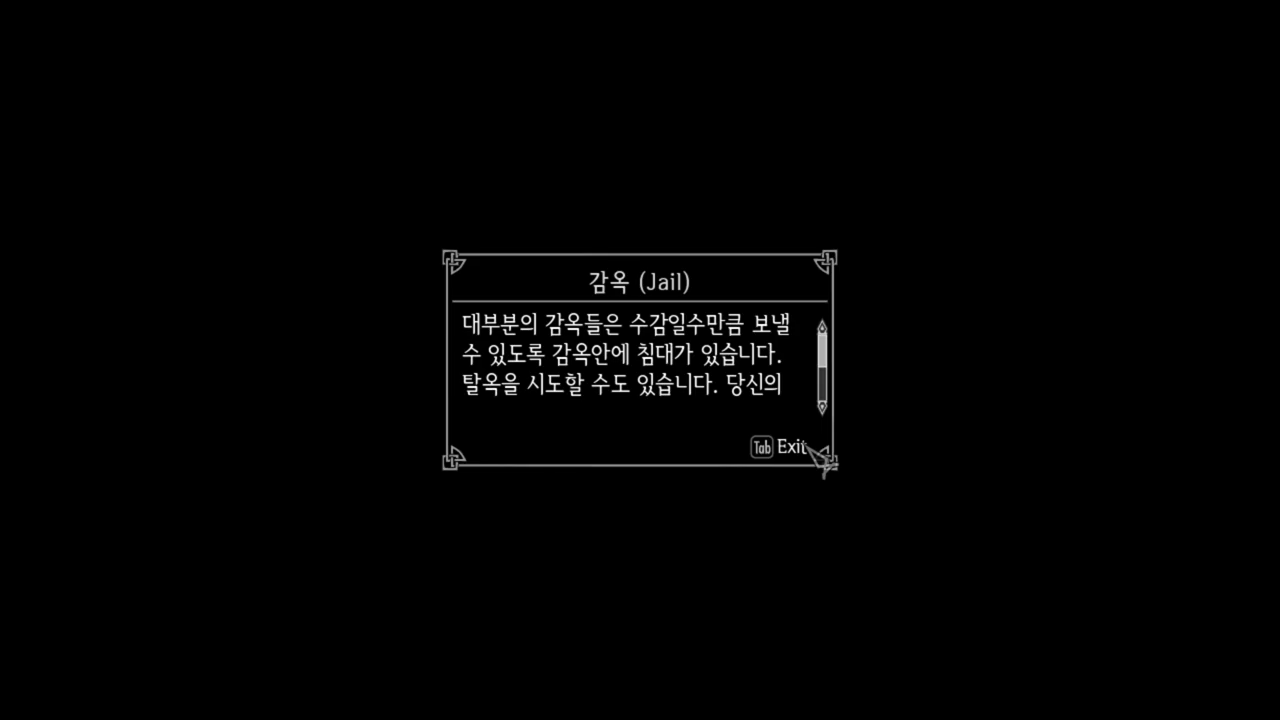 감옥 (Jail)
대부분의 감옥들은 수감일수만큼 보낼
수 있도록 감옥안에 침대가 있습니다.
탈옥을 시도할 수도 있습니다. 당신의
Tab Exit